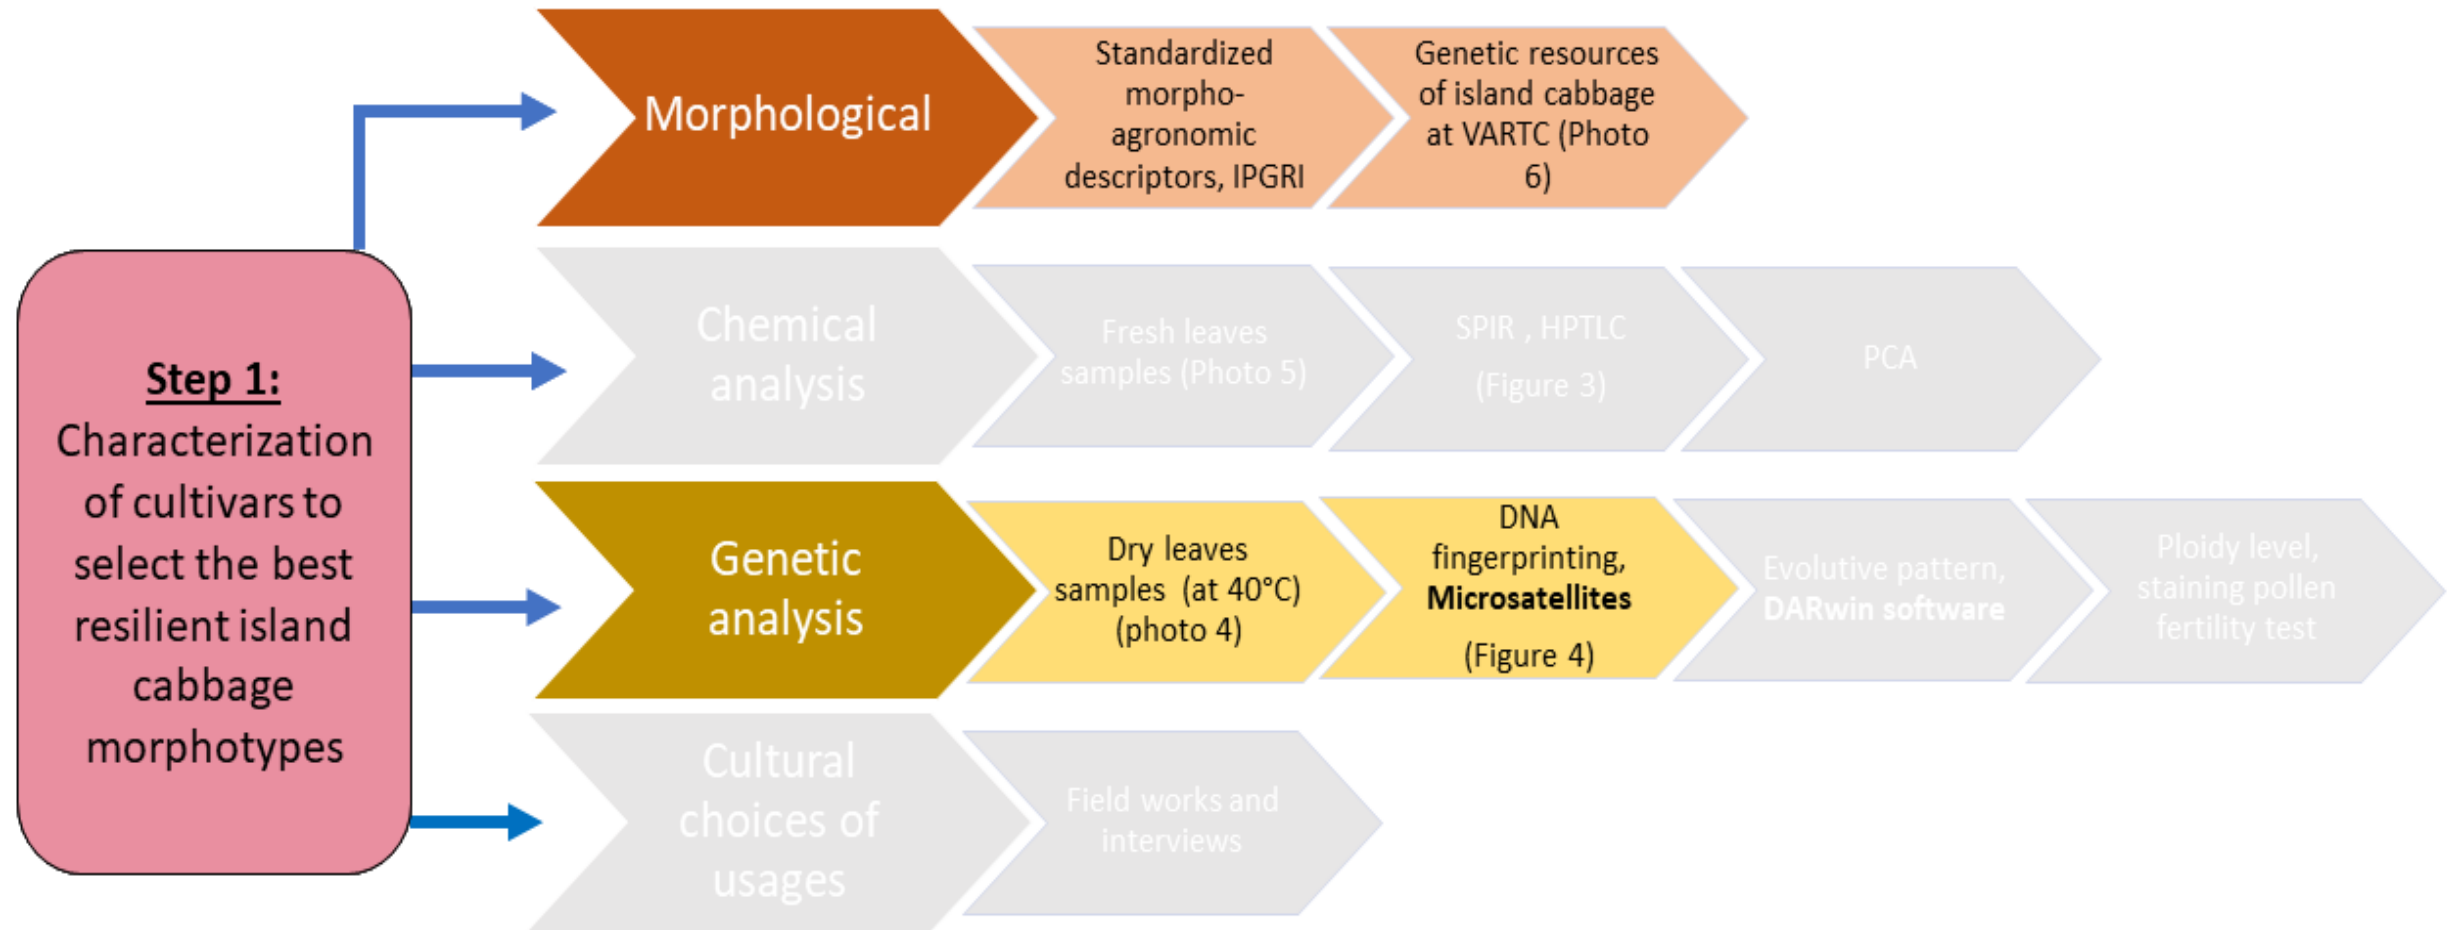 Step 1:
Characterization
of cultivars to
select the best
resilient island
cabbage
morphotypes
Morphological
Standardized
morpho-
agronomic
descriptors, IPGRI
Genetic resources
of island cabbage
at VARTC (Photo
6)
Chemical
analysis
Fresh leaves
samples (Photo 5)
SPIR , HPTLC
(Figure 3)
PCA
Genetic
analysis
Dry leaves
samples (at 40°C)
(photo 4)
DNA
fingerprinting,
Microsatellites
(Figure 4)
Evolutive pattern,
DARwin software
Ploidy level,
staining pollen
fertility test
Cultural
choices of
usages
Field works and
interviews